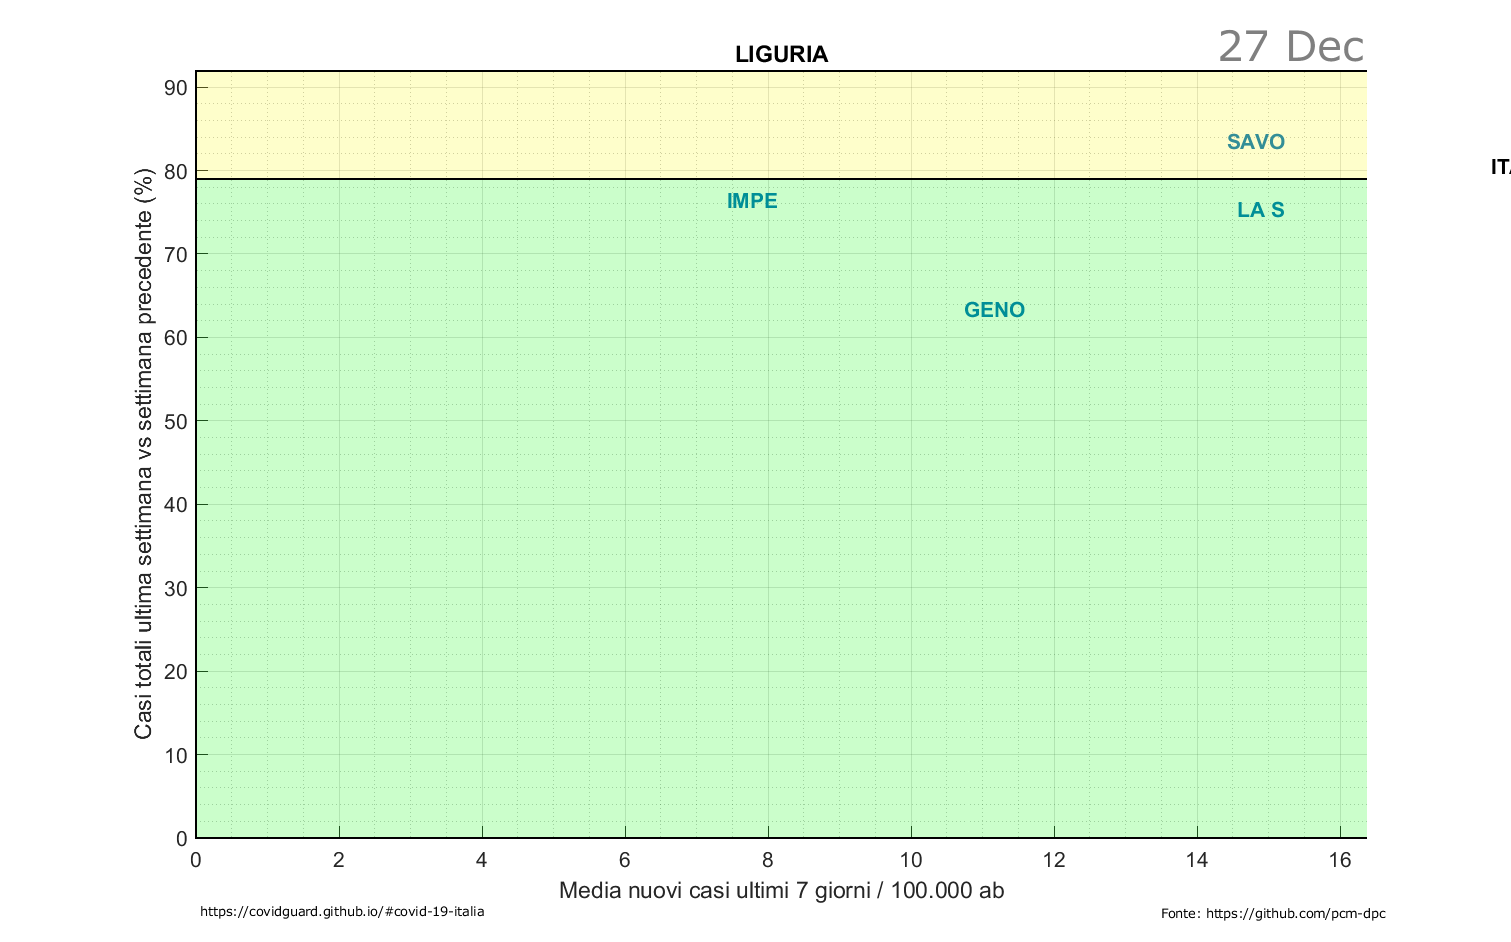 27 Dec
LIGURIA
90
80
70
60
50
40
30
20
10
0
Casi totali ultima settimana vs settimana precedente (%)
SAVO
ITA
IMPE
LA S
GENO
0 2 4 6 8 10 12 14 16
Media nuovi casi ultimi 7 giorni / 100.000 ab
https://covidguard.github.io/#covid-19-italia
Fonte: https://github.com/pcm-dpc